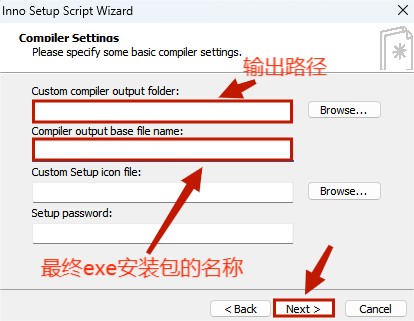 Inno Setup Script Wizard
Compiler Settings
Please specify some basic compiler settings.
输出路径
Custom compiler output folder:
Browse...
Compiler output base file name:
Custom Setup icon file:
Browse...
Setup password:
最终exe安装包的名称
< Back
Next >
Cancel